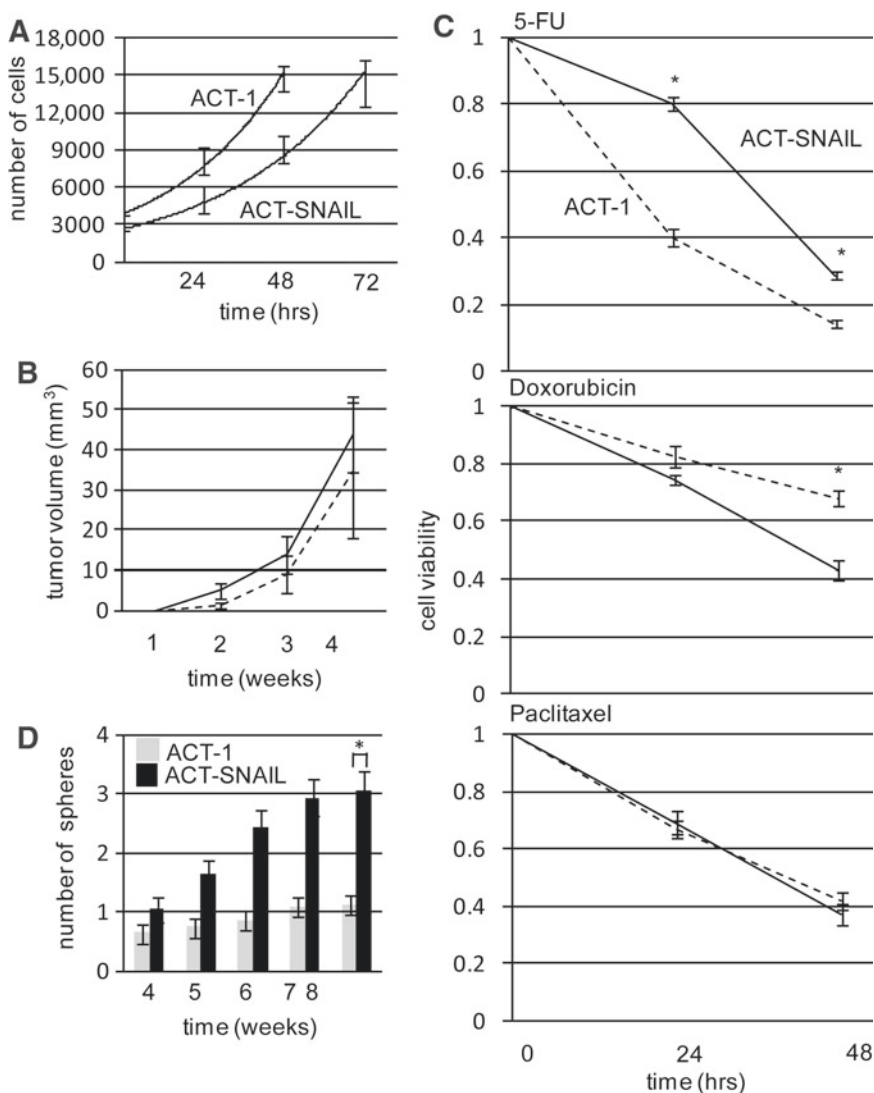 A
18,000
15,000
12,000
9000
6000
3000
0
number of cells
ACT-1
ACT-SNAIL
24 48 72
time (hrs)
B
60
50
40
30
20
10
0
tumor volume (mm³)
1 2 3 4
time (weeks)
D
4
3
2
1
0
number of spheres
ACT-1
ACT-SNAIL
*
4 5 6 7 8
time (weeks)
C
5-FU
1
0.8
0.6
0.4
0.2
0
*
ACT-SNAIL
ACT-1
*
Doxorubicin
1
0.8
0.6
0.4
0.2
0
*
cell viability
Paclitaxel
1
0.8
0.6
0.4
0.2
0
0 24 48
time (hrs)